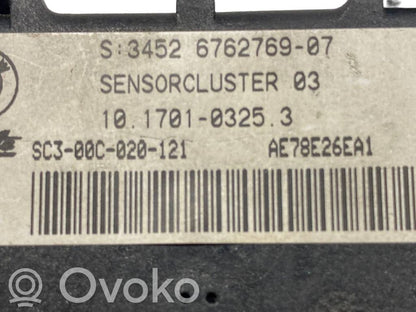 S:3452 6762769-07
SENSORCLUSTER 03
10.1701-0325.3
SC3-00C-020-121 AE78E26EA1
Ovoko